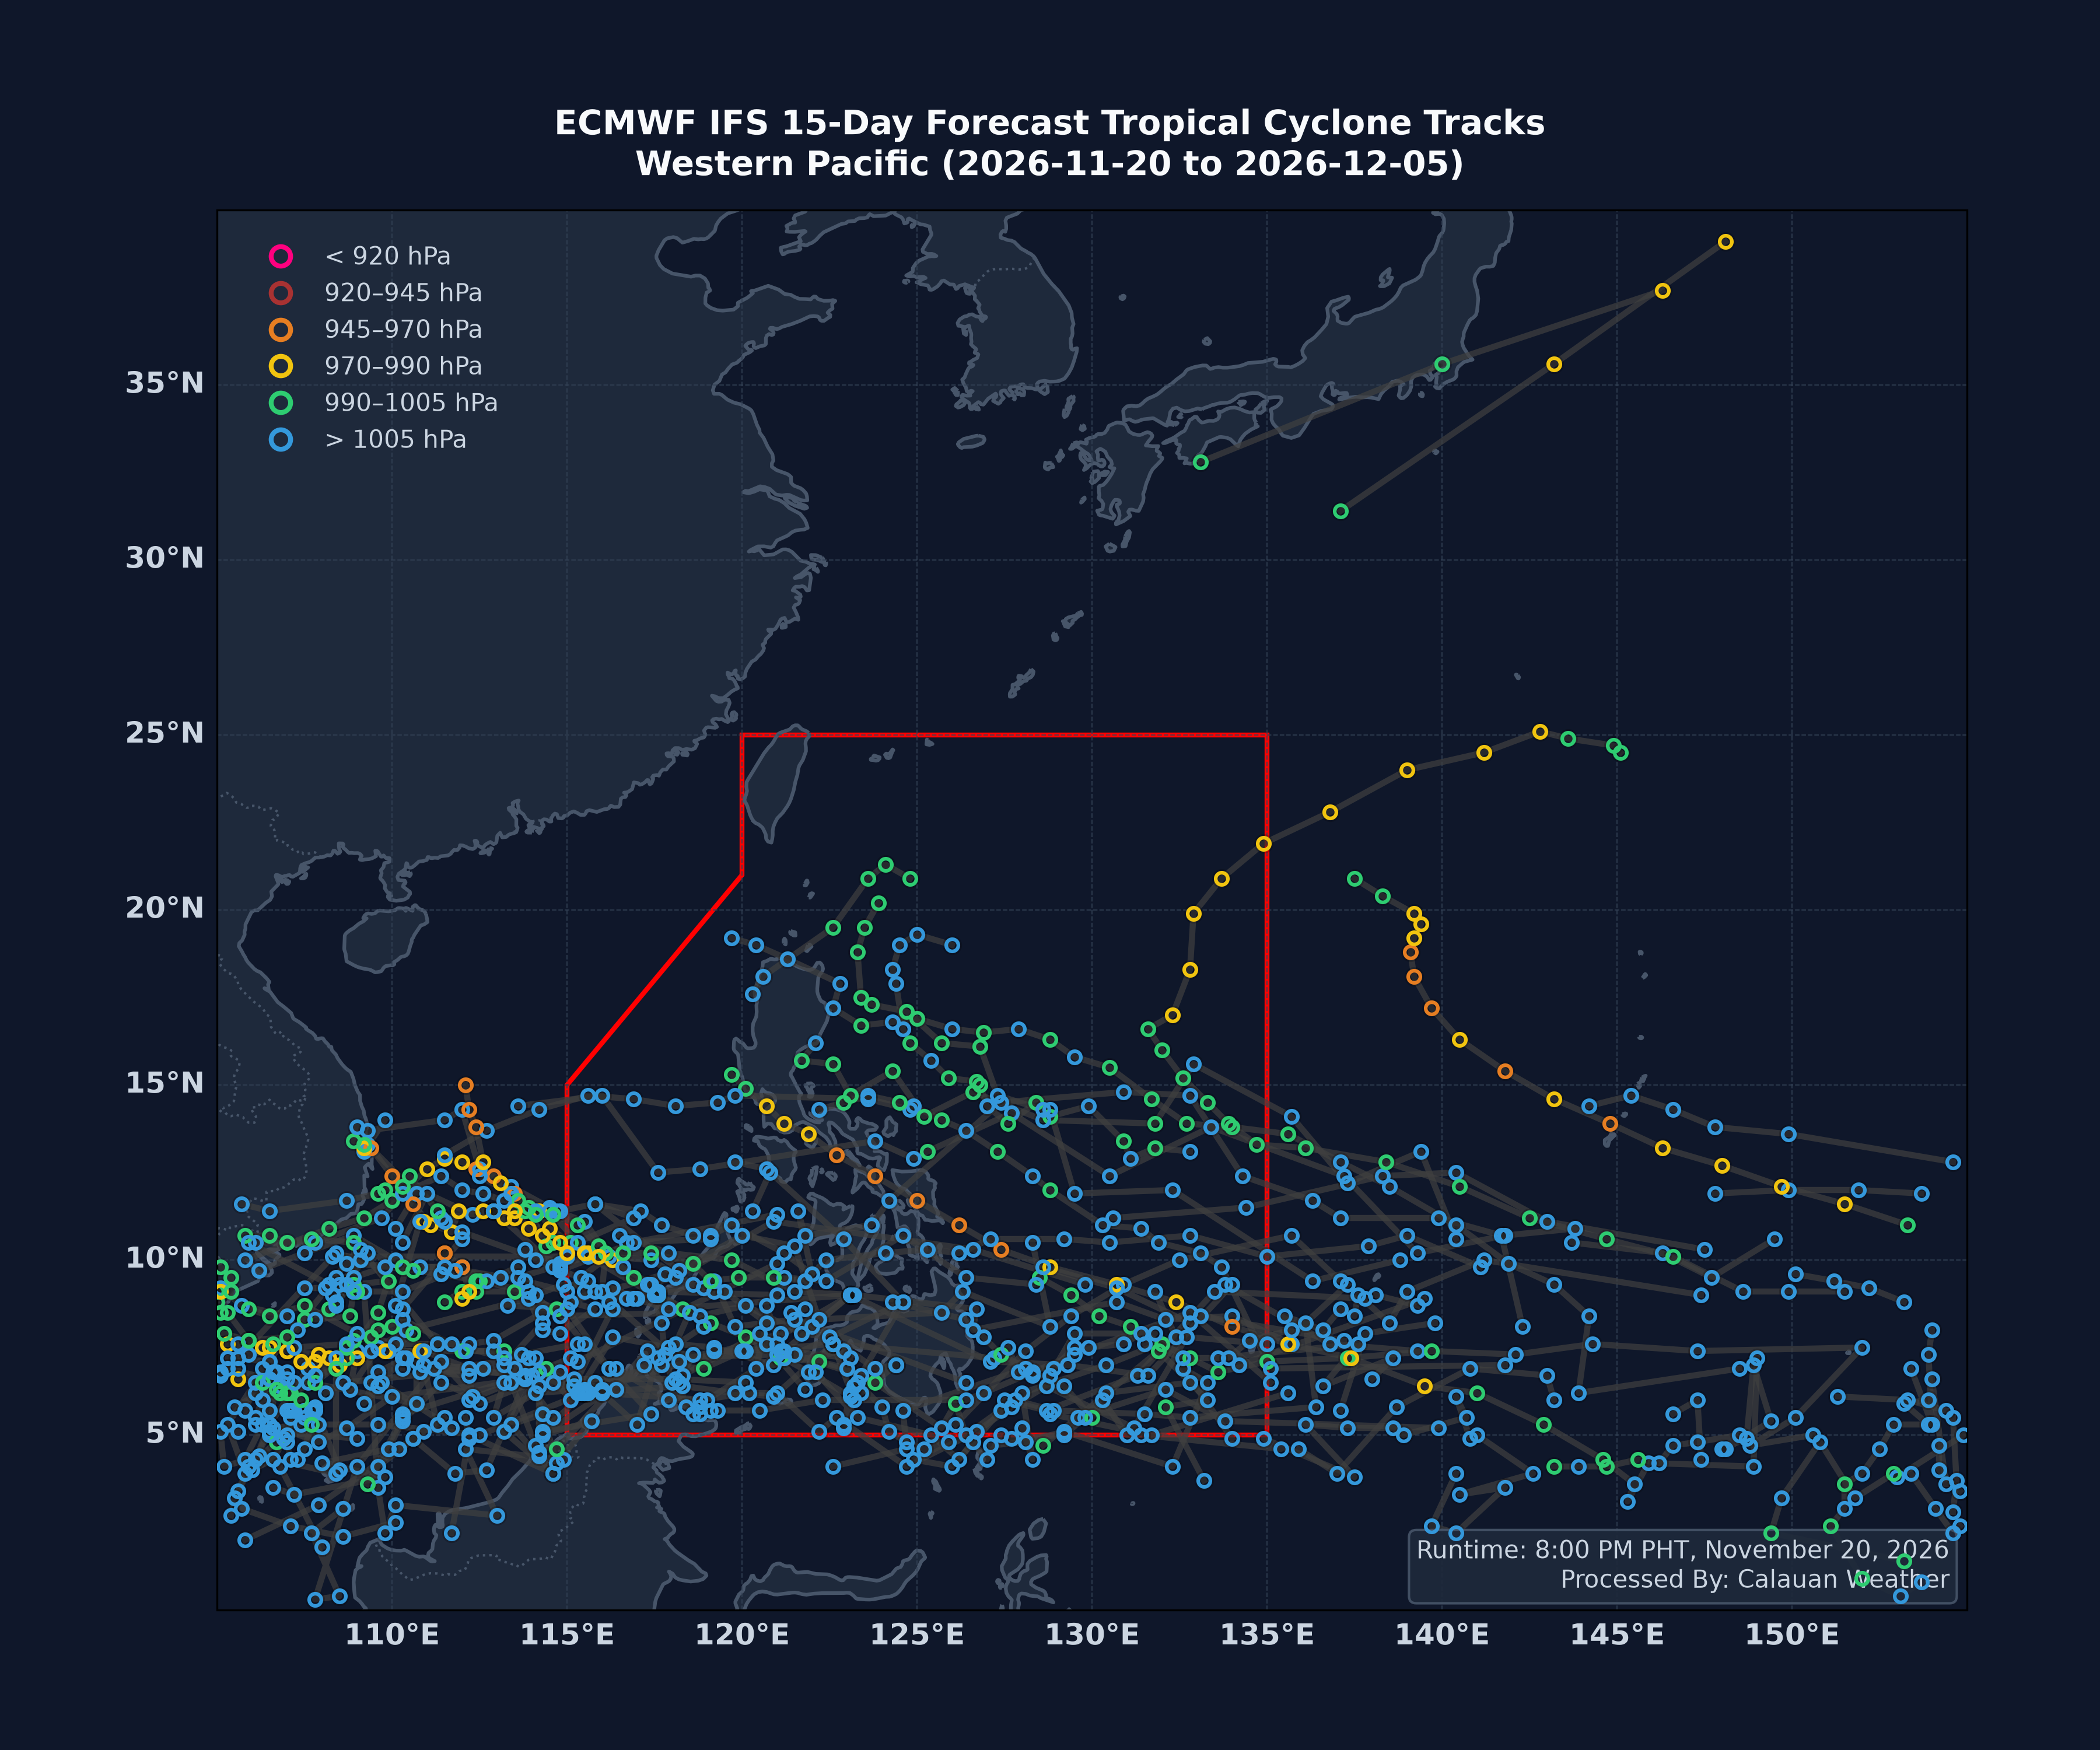 ECMWF IFS 15-Day Forecast Tropical Cyclone Tracks
Western Pacific (2026-11-20 to 2026-12-05)
< 920 hPa
920–945 hPa
945–970 hPa
970–990 hPa
990–1005 hPa
> 1005 hPa
35°N
30°N
25°N
20°N
15°N
10°N
5°N
Runtime: 8:00 PM PHT, November 20, 2026
Processed By: Calauan Weather
110°E 115°E 120°E 125°E 130°E 135°E 140°E 145°E 150°E